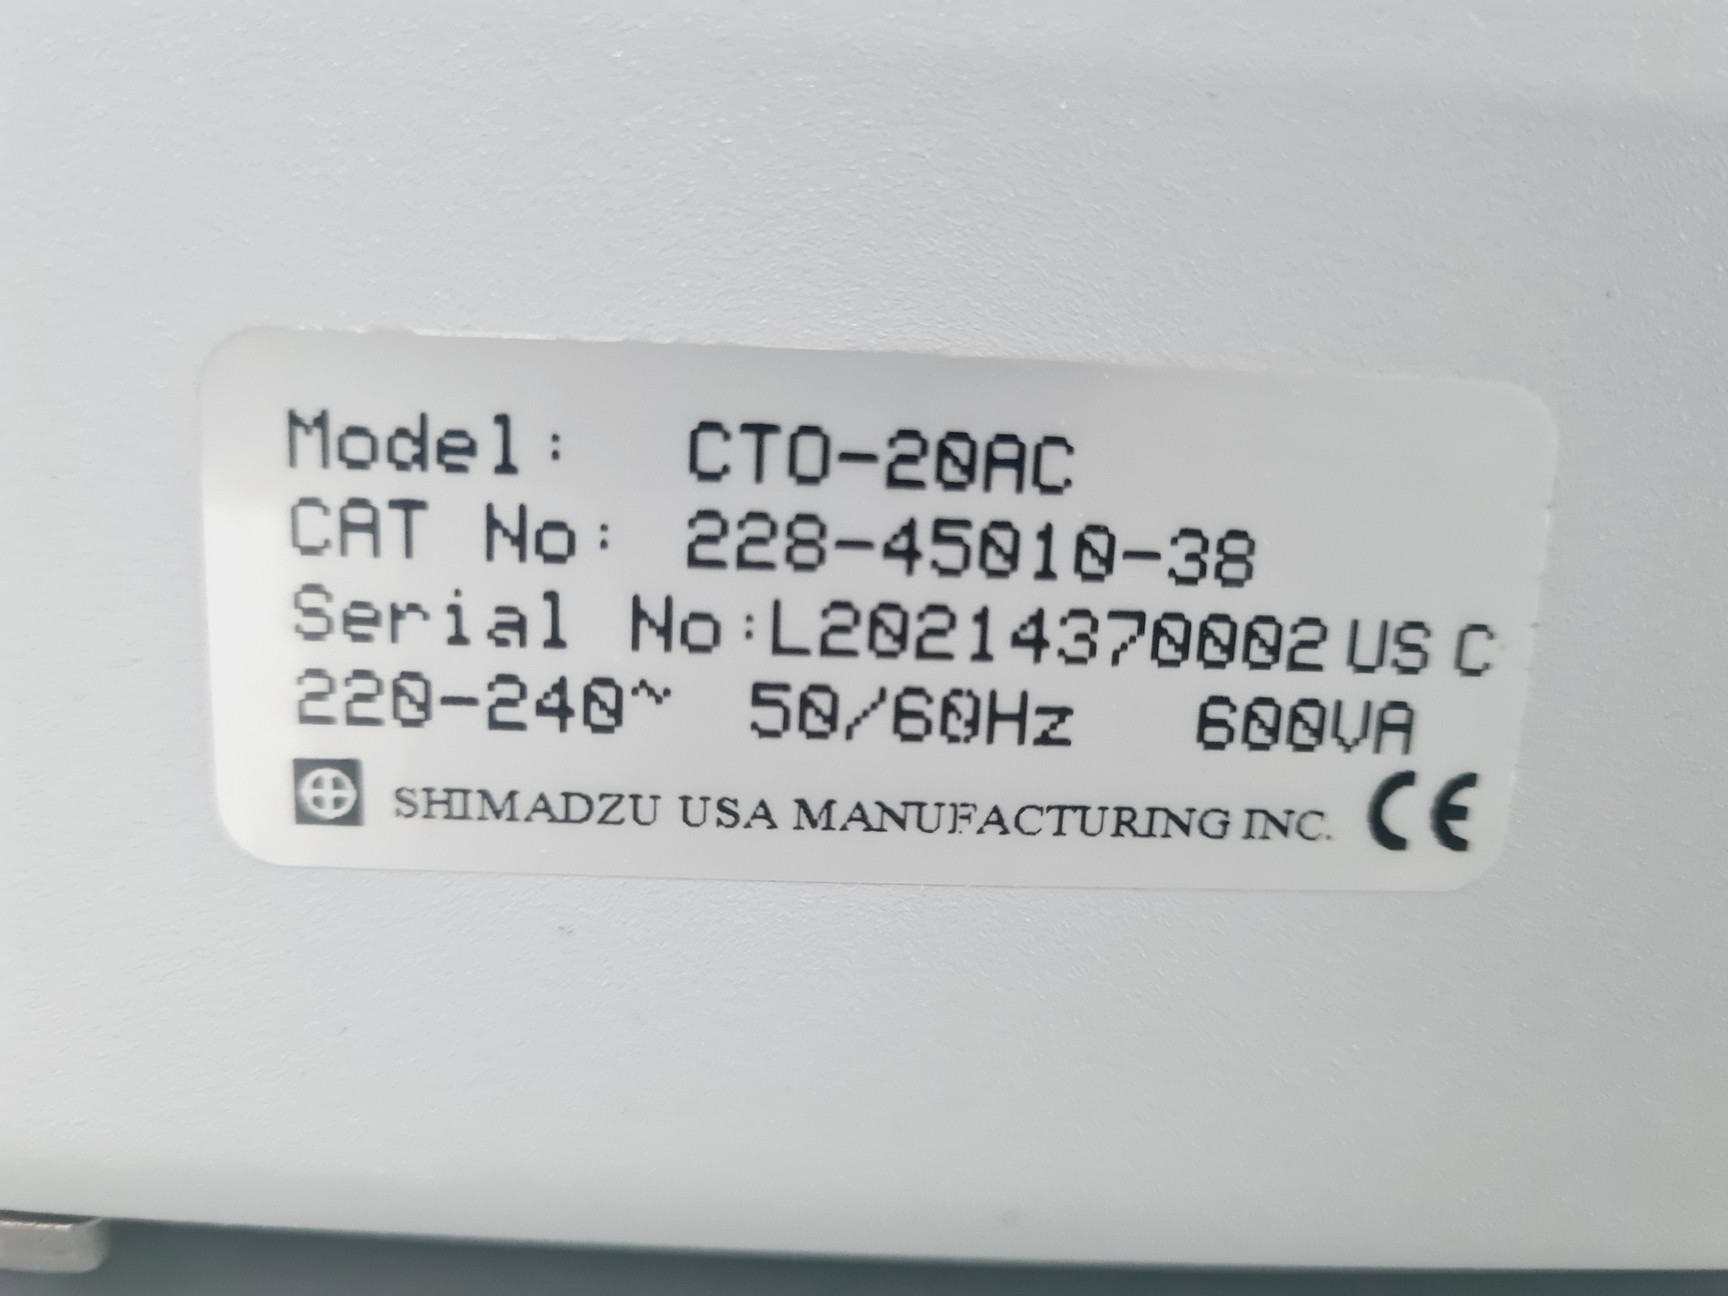 Model: CTO-20AC
CAT No: 228-45010-38
Serial No:L20214370002 US C
220-240~ 50/60Hz 600VA
SHIMADZU USA MANUFACTURING INC. CE